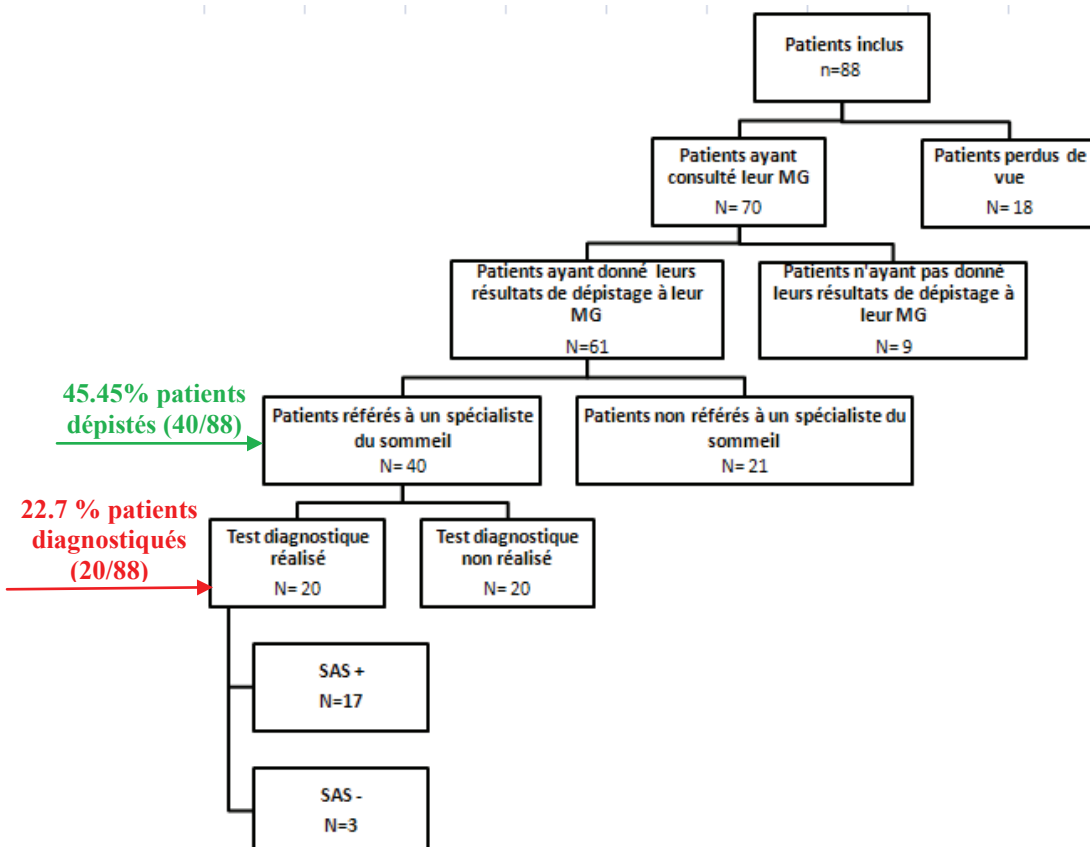 Patients inclus
n=88
Patients ayant
consulté leur MG
N= 70
Patients perdus de
vue
N= 18
Patients ayant donné leurs
résultats de dépistage à leur
MG
N=61
Patients n'ayant pas donné
leurs résultats de dépistage à
leur MG
N= 9
45.45% patients
dépistés (40/88)
Patients référés à un spécialiste
du sommeil
N= 40
Patients non référés à un spécialiste du
sommeil
N= 21
22.7 % patients
diagnostiqués
(20/88)
Test diagnostique
réalisé
N= 20
Test diagnostique
non réalisé
N= 20
SAS +
N=17
SAS -
N=3